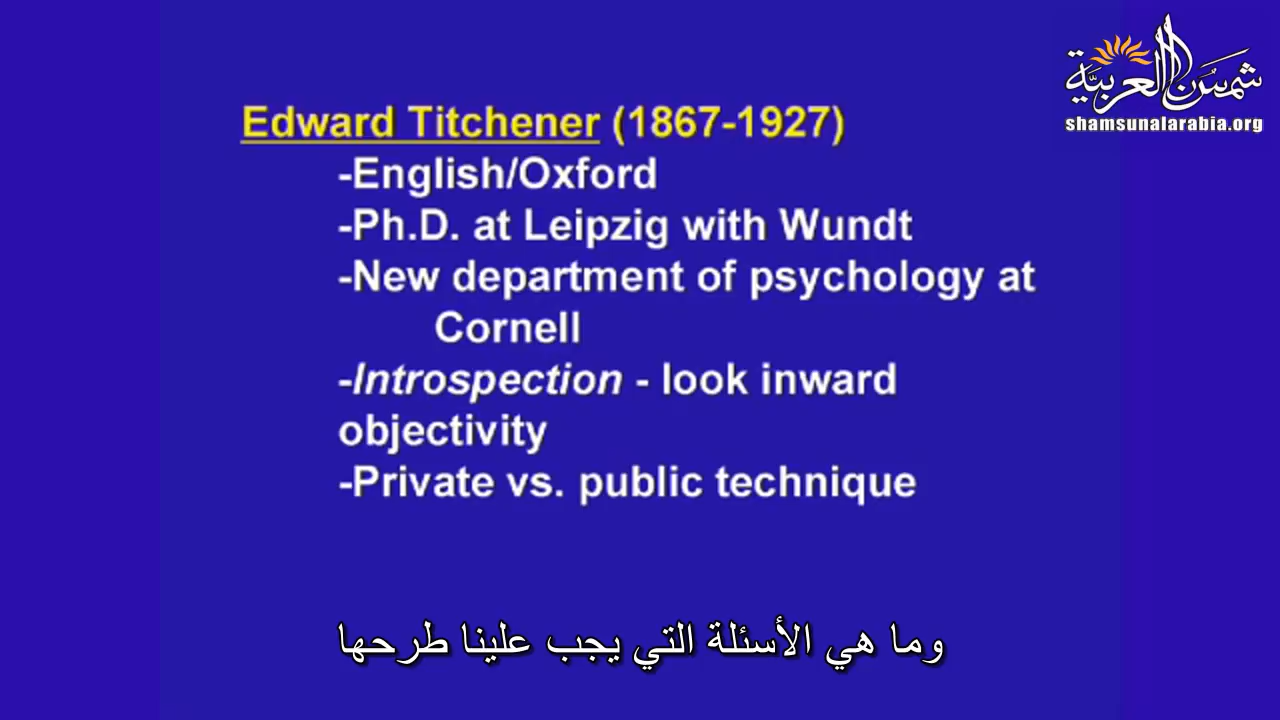 شمس العربية
shamsunalarabia.org
Edward Titchener (1867-1927)
-English/Oxford
-Ph.D. at Leipzig with Wundt
-New department of psychology at
Cornell
-Introspection - look inward
objectivity
-Private vs. public technique
وما هي الأسئلة التي يجب علينا طرحها